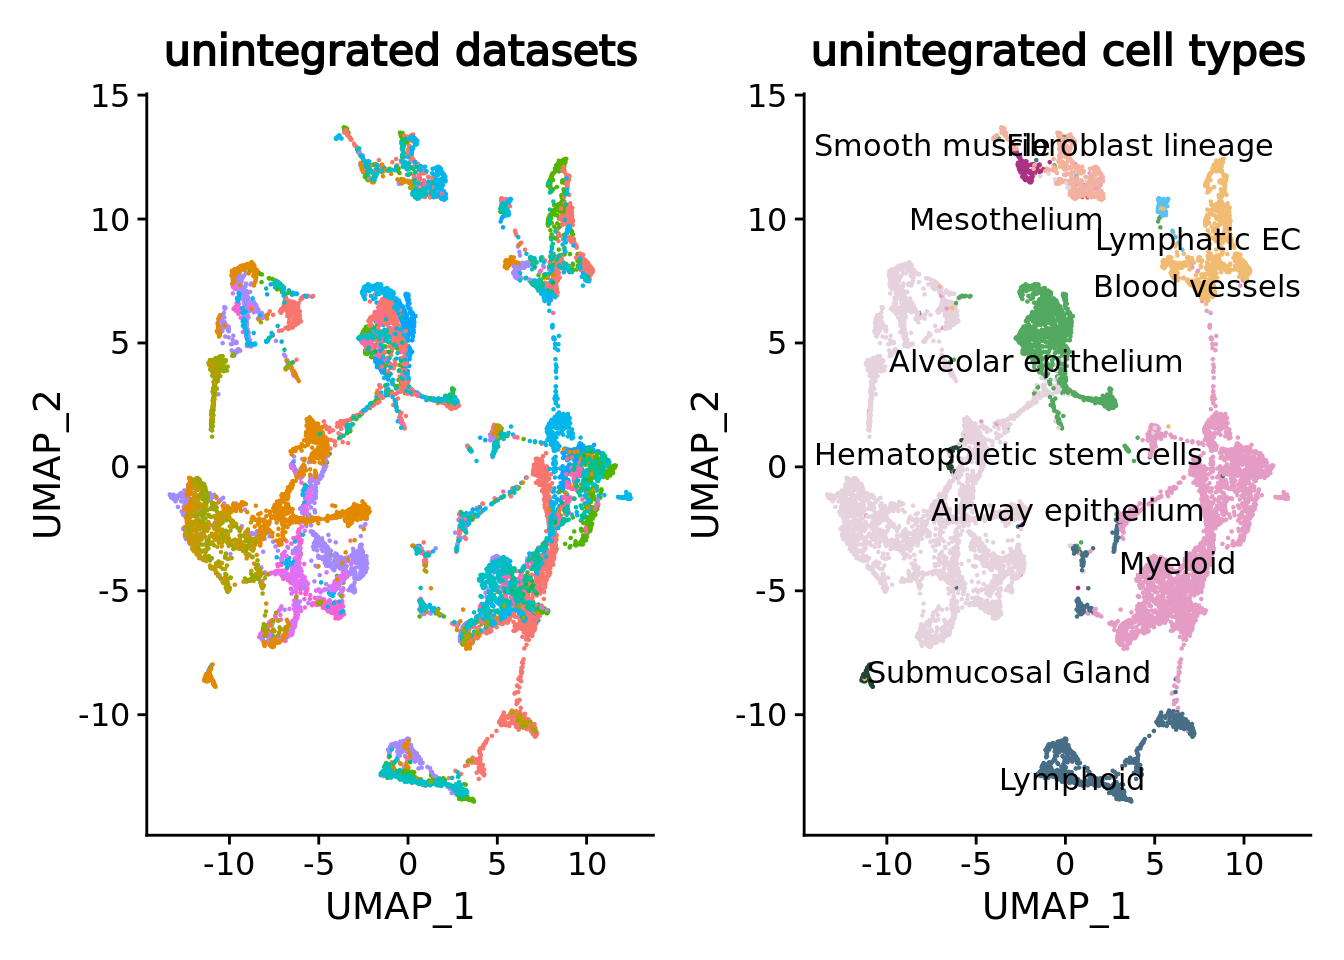 unintegrated datasets
15
10
5
0
-5
-10
UMAP_2
-10 -5 0 5 10
UMAP_1
unintegrated cell types
15
10
5
0
-5
-10
UMAP_2
Smooth muscle
Fibroblast lineage
Mesothelium
Lymphatic EC
Blood vessels
Alveolar epithelium
Hematopoietic stem cells
Airway epithelium
Myeloid
Submucosal Gland
Lymphoid
-10 -5 0 5 10
UMAP_1